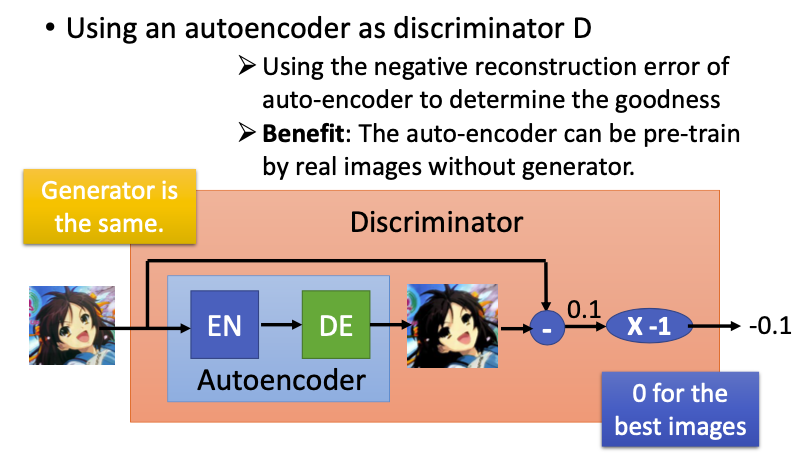 • Using an autoencoder as discriminator D
➢ Using the negative reconstruction error of
auto-encoder to determine the goodness
➢ Benefit: The auto-encoder can be pre-train
by real images without generator.
Generator is
the same.
Discriminator
EN
DE
Autoencoder
-
0.1
X -1
-0.1
0 for the
best images